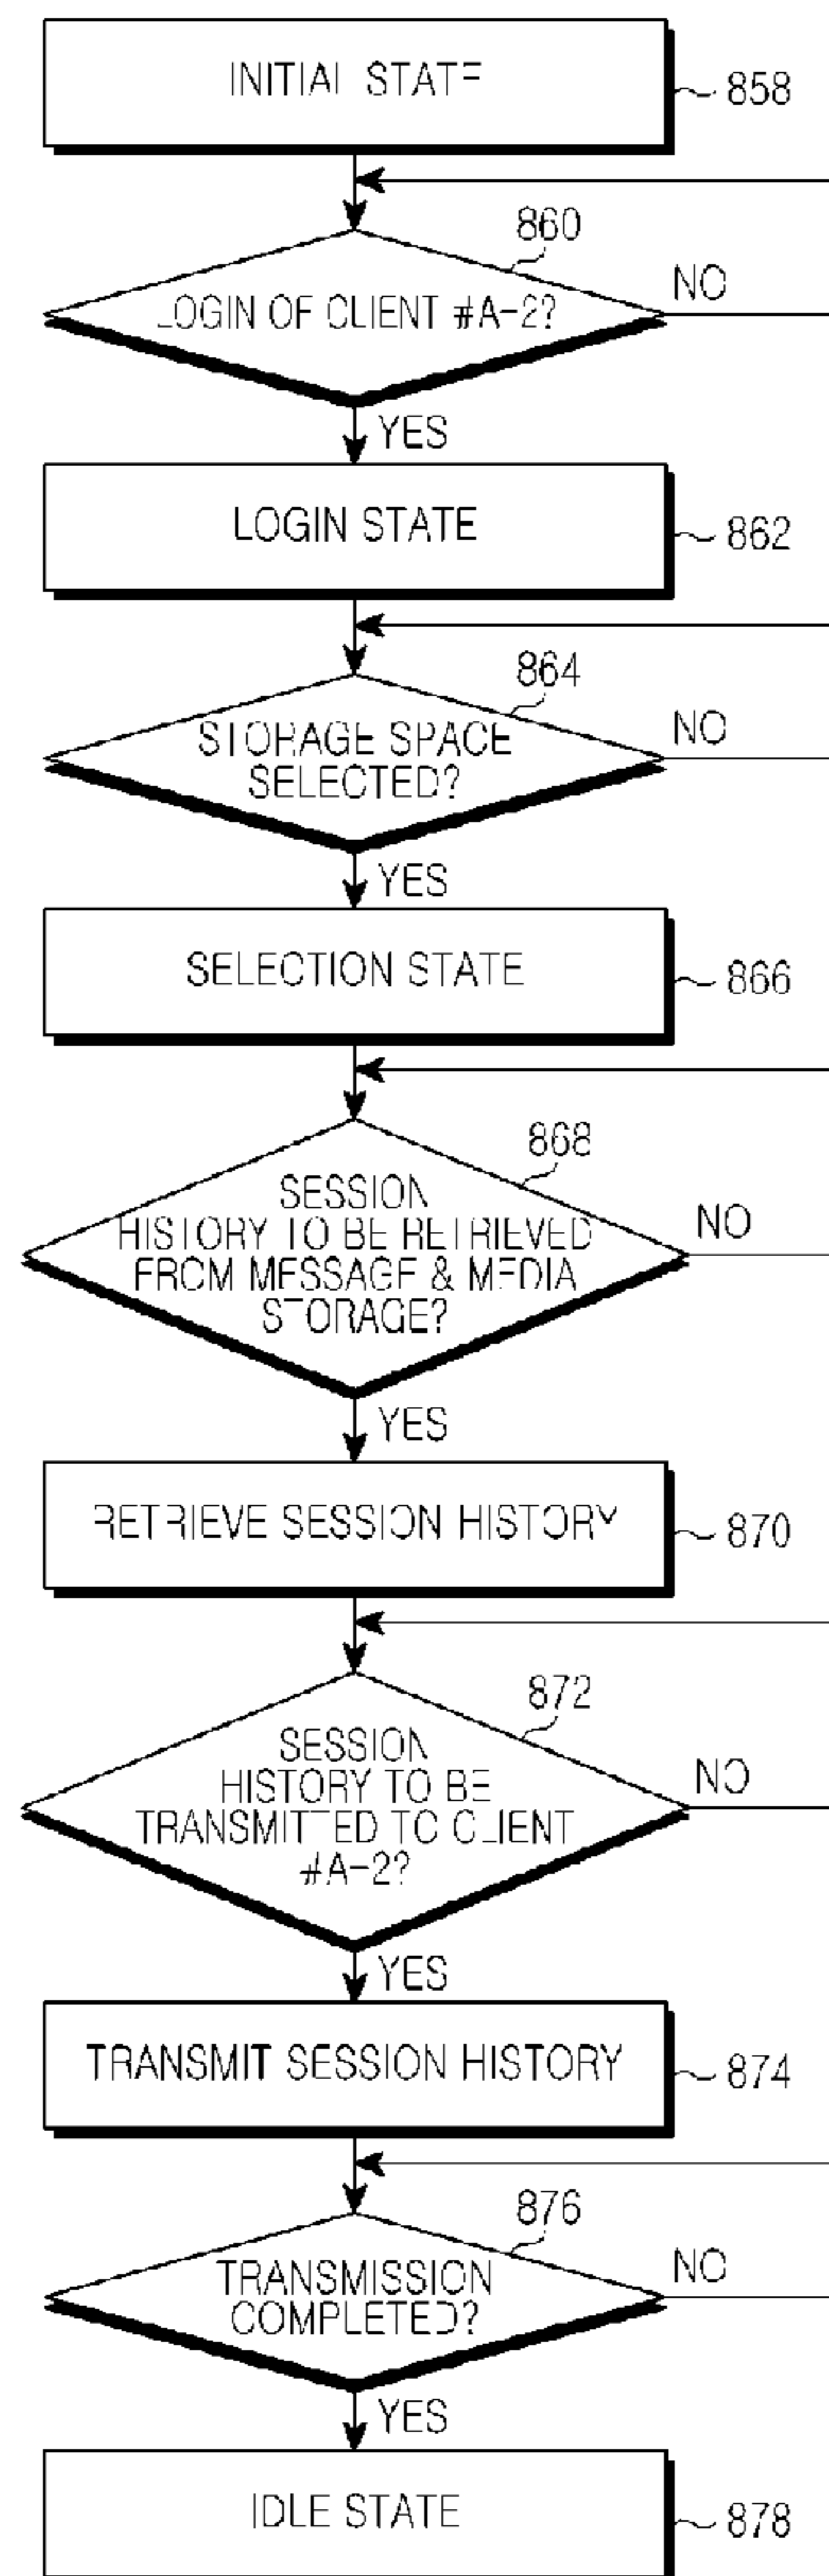 INITIAL STATE
858
860
LOGIN OF CLIENT #A-2?
NO
YES
LOGIN STATE
862
864
STORAGE SPACE
SELECTED?
NO
YES
SELECTION STATE
866
868
SESSION
HISTORY TO BE RETRIEVED
FROM MESSAGE & MEDIA
STORAGE?
NO
YES
RETRIEVE SESSION HISTORY
870
872
SESSION
HISTORY TO BE
TRANSMITTED TO CLIENT
#A-2?
NO
YES
TRANSMIT SESSION HISTORY
874
876
TRANSMISSION
COMPLETED?
NO
YES
IDLE STATE
878